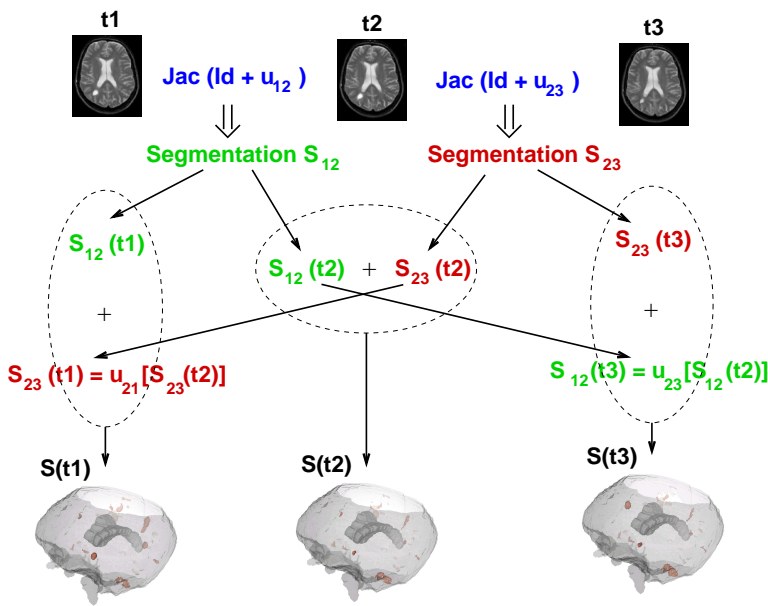 t1 t2 t3
Jac (Id + u12 ) Jac (Id + u23 )
Segmentation S12 Segmentation S23
S12 (t1) S23 (t3)
S12 (t2) + S23 (t2)
+ +
S23 (t1) = u21 [S23(t2)] S12(t3) = u23 [S12 (t2)]
S(t1) S(t2) S(t3)